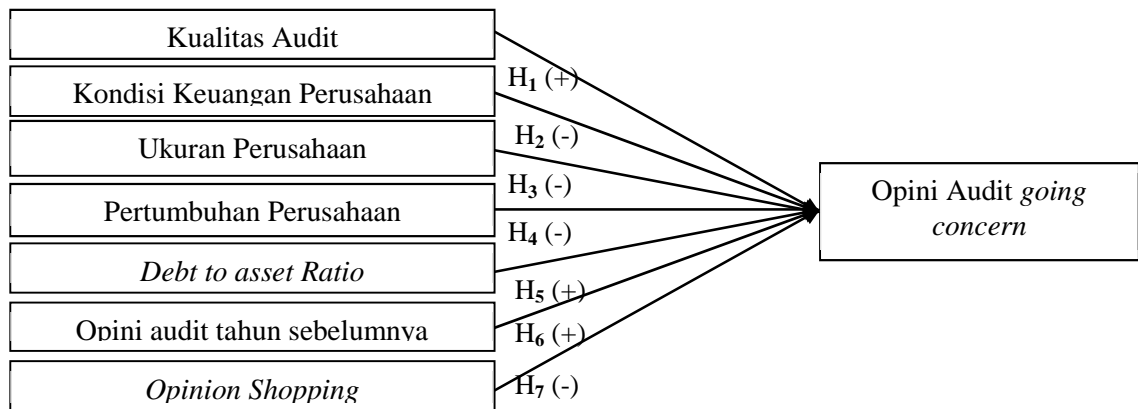 Kualitas Audit
H1 (+)
Kondisi Keuangan Perusahaan
H2 (-)
Ukuran Perusahaan
H3 (-)
Pertumbuhan Perusahaan
H4 (-)
Debt to asset Ratio
H5 (+)
Opini audit tahun sebelumnya
H6 (+)
Opinion Shopping
H7 (-)
Opini Audit going
concern